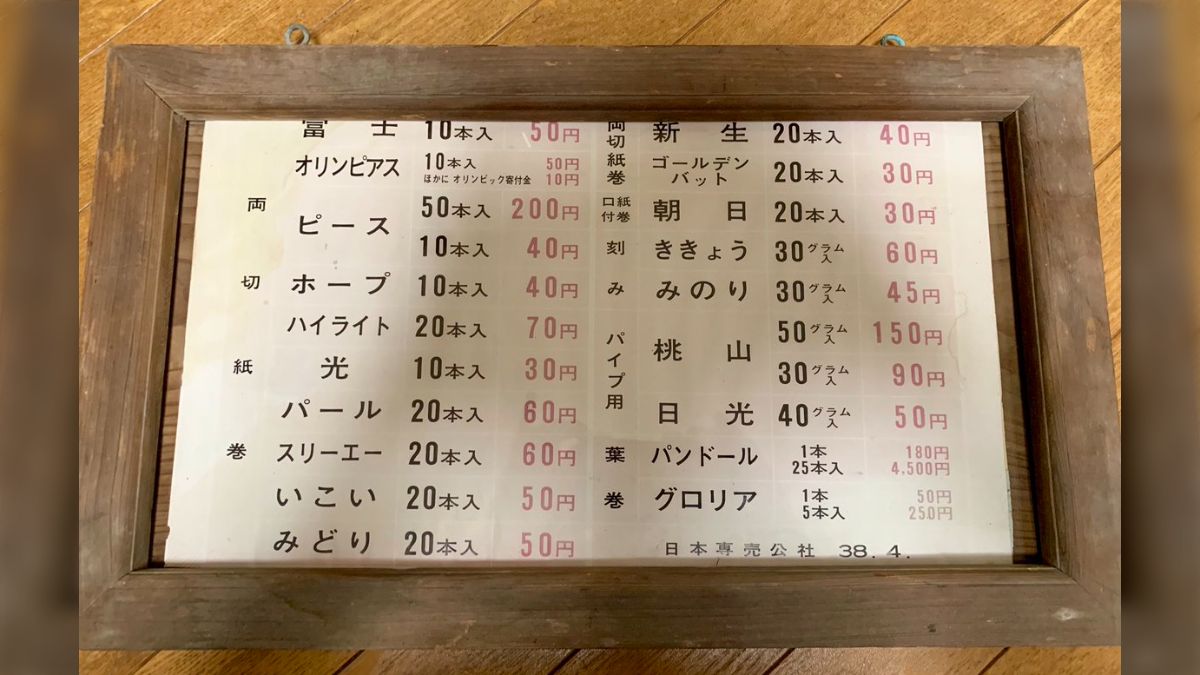 富士 10本入 50円
オリンピアス 10本入 50円
ほかに オリンピック寄付金 10円
両切紙巻
ピース 50本入 200円
10本入 40円
ホープ 10本入 40円
ハイライト 20本入 70円
光 10本入 30円
パール 20本入 60円
スリーエー 20本入 60円
いこい 20本入 50円
みどり 20本入 50円
両切紙巻 新生 20本入 40円
ゴールデンバット 20本入 30円
口付紙巻 朝日 20本入 30円
刻み ききょう 30グラム入 60円
みのり 30グラム入 45円
パイプ用 桃山 50グラム入 150円
30グラム入 90円
日光 40グラム入 50円
葉巻 パンドール 1本 180円
25本入 4,500円
グロリア 1本 50円
5本入 250円
日本専売公社 38.4.